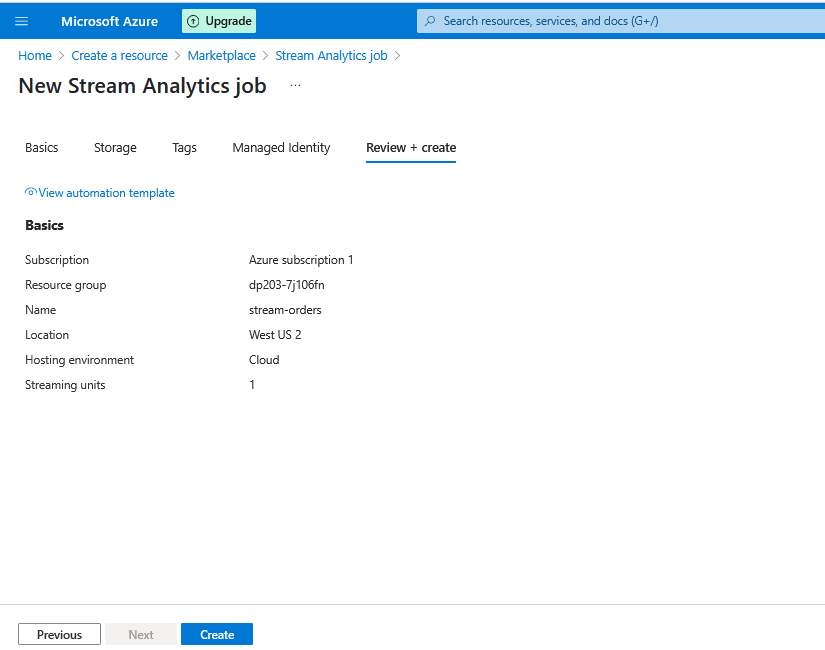 Microsoft Azure Upgrade Search resources, services, and docs (G+/)
Home > Create a resource > Marketplace > Stream Analytics job >
New Stream Analytics job ...
Basics Storage Tags Managed Identity Review + create
View automation template
Basics
Subscription Azure subscription 1
Resource group dp203-7j106fn
Name stream-orders
Location West US 2
Hosting environment Cloud
Streaming units 1
Previous Next Create